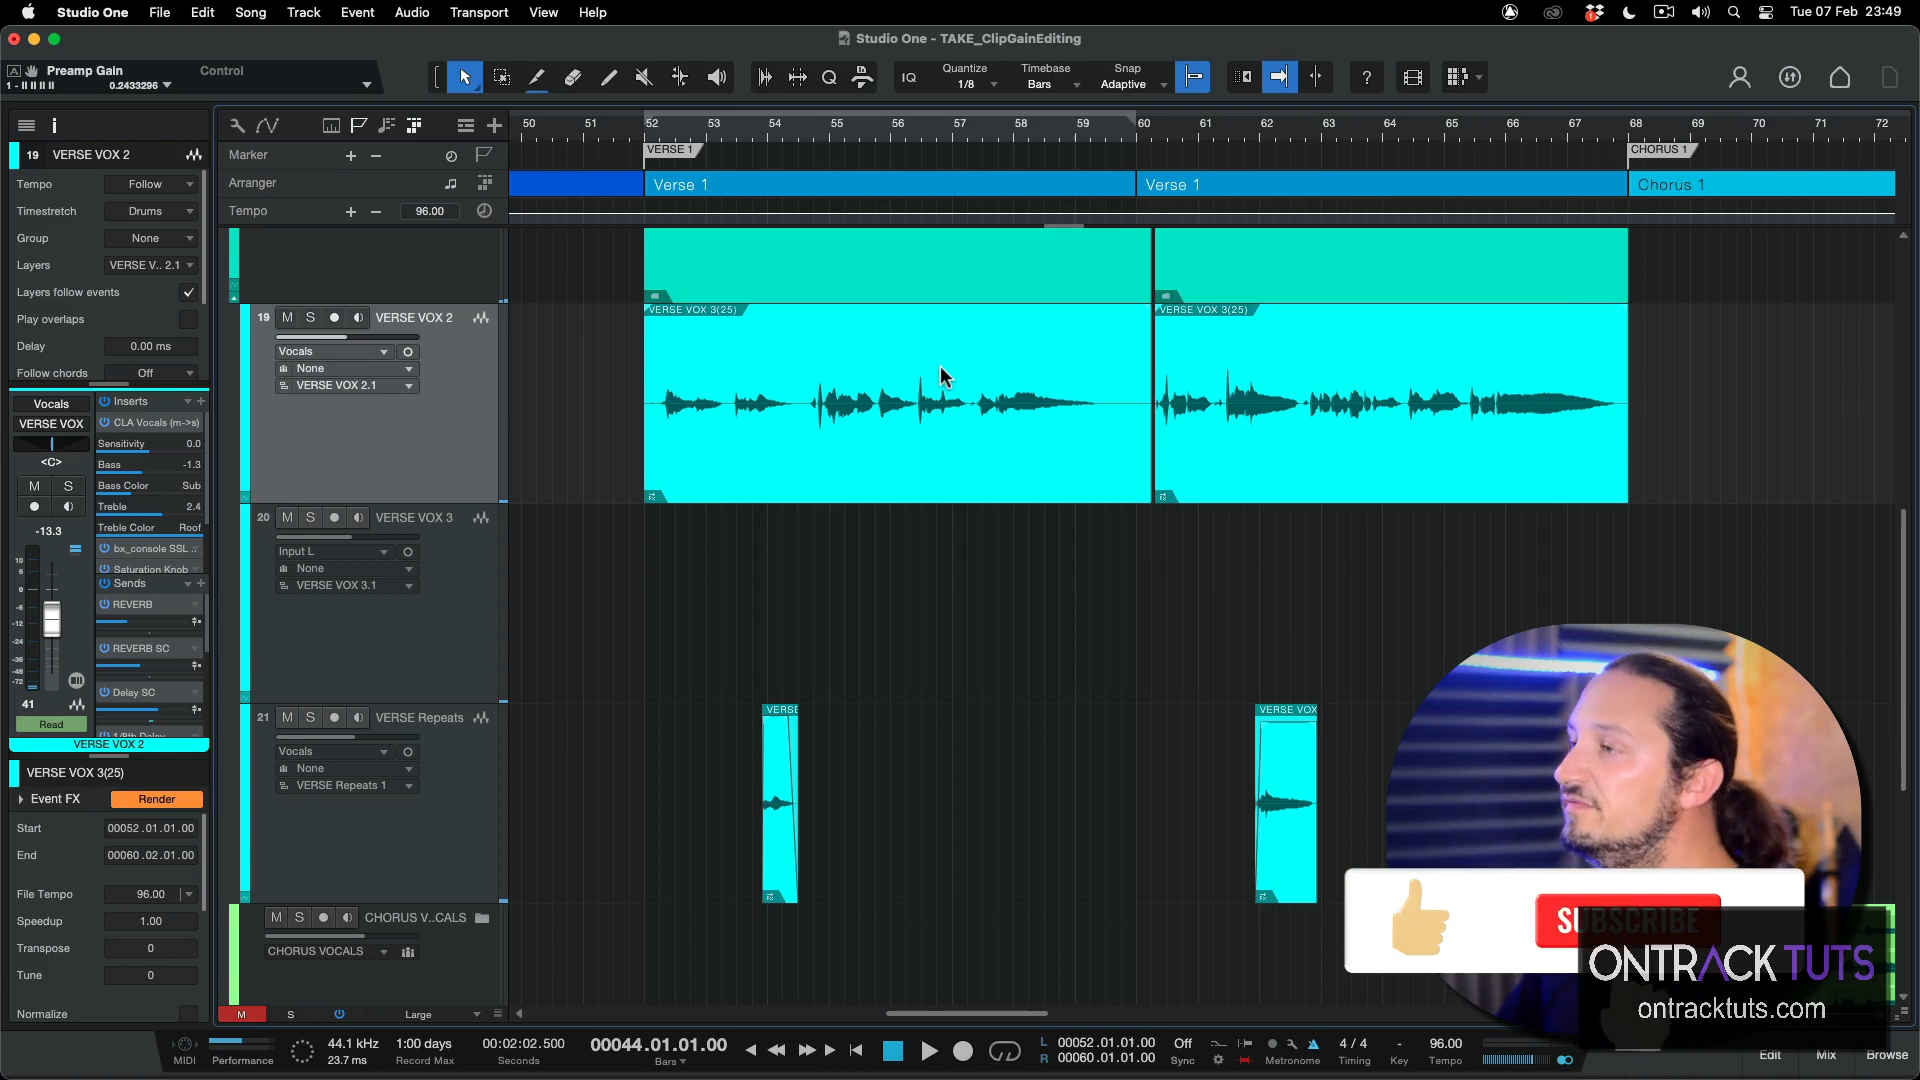 Studio One File Edit Song Track Event Audio Transport View Help
Tue 07 Feb 23:49
Studio One - TAKE_ClipGainEditing
Preamp Gain
Control
0.2433296
IQ
Quantize
1/8
Timebase
Bars
Snap
Adaptive
?
50 51 52 53 54 55 56 57 58 59 60 61 62 63 64 65 66 67 68 69 70 71 72
19 VERSE VOX 2
Tempo Follow
Timestretch Drums
Group None
Layers VERSE V.. 2.1
Layers follow events
Play overlaps
Delay 0.00 ms
Follow chords Off
Marker
VERSE 1
CHORUS 1
Arranger
Verse 1
Verse 1
Chorus 1
Tempo 96.00
19 M S VERSE VOX 2
Vocals
None
VERSE VOX 2.1
VERSE VOX 3(25)
VERSE VOX 3(25)
20 M S VERSE VOX 3
Input L
None
VERSE VOX 3.1
21 M S VERSE Repeats
Vocals
None
VERSE Repeats 1
VERSE
VERSE VOX
M S CHORUS V..CALS
CHORUS VOCALS
M S Large
Vocals
VERSE VOX
<C>
M S
-13.3
10
6
0
-6
-12
-24
-36
-48
-72
41
Read
VERSE VOX 2
Inserts
CLA Vocals (m->s)
Sensitivity 0.0
Bass -1.3
Bass Color Sub
Treble 2.4
Treble Color Roof
bx_console SSL ..
Saturation Knob
Sends
REVERB
REVERB SC
Delay SC
1/8th Delay
VERSE VOX 3(25)
Event FX Render
Start 00052.01.01.00
End 00060.02.01.00
File Tempo 96.00
Speedup 1.00
Transpose 0
Tune 0
Normalize
SUBSCRIBE
ONTRACK TUTS
ontracktuts.com
MIDI
Performance
44.1 kHz
23.7 ms
1:00 days
Record Max
00:02:02.500
Seconds
00044.01.01.00
Bars
L 00052.01.01.00
R 00060.01.01.00
Off
Sync
Metronome
4 / 4
Timing
-
Key
96.00
Tempo
Edit Mix Browse